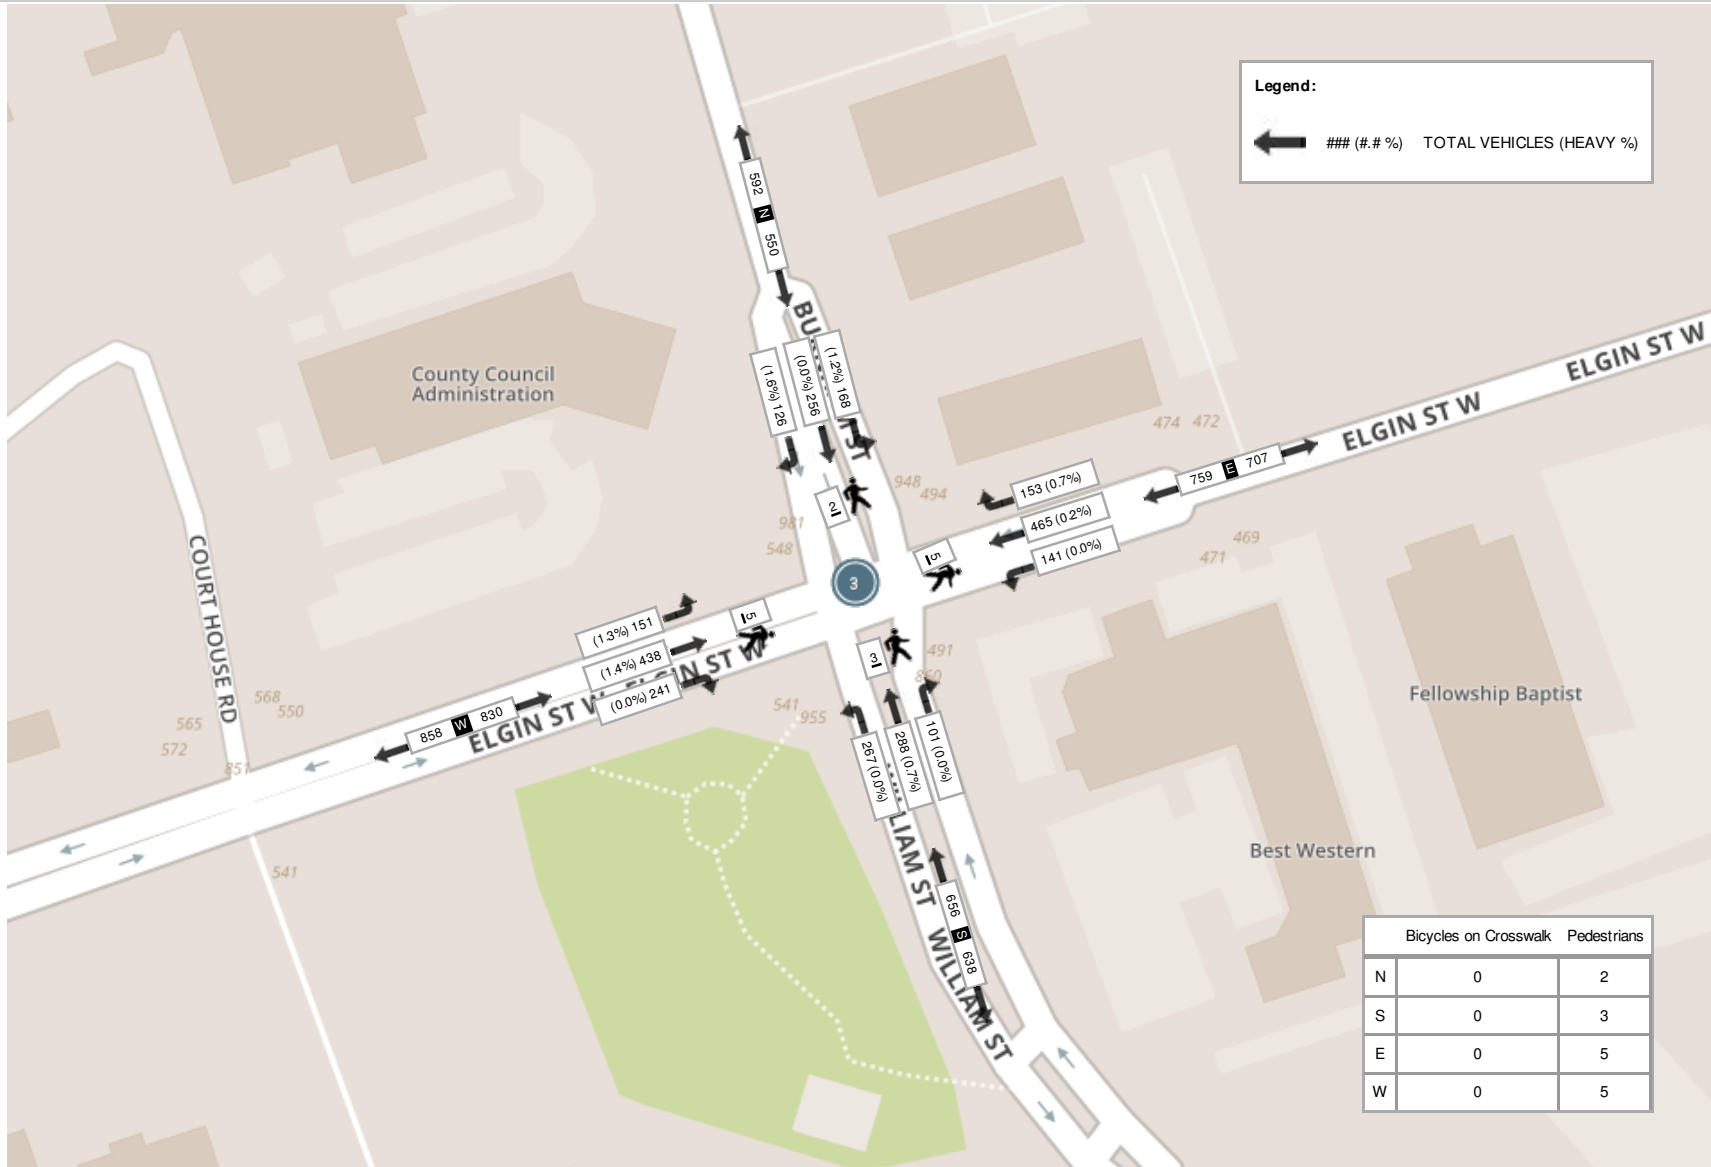 Legend:
### (#.# %) TOTAL VEHICLES (HEAVY %)
592 N 550
(1.6%) 126
(0.0%) 256
(1.2%) 168
2
County Council
Administration
ELGIN ST W
ELGIN ST W
474 472
759 E 707
948
494
153 (0.7%)
465 (0.2%)
141 (0.0%)
981
548
469
471
5
3
COURT HOUSE RD
(1.3%) 151
(1.4%) 438
(0.0%) 241
5
ELGIN ST W
ELGIN ST W
858 W 830
568
550
565
572
851
541
541
955
3
491
860
267 (0.0%)
288 (0.7%)
101 (0.0%)
WILLIAM ST
656 S 638
Fellowship Baptist
Best Western
Bicycles on Crosswalk Pedestrians
N 0 2
S 0 3
E 0 5
W 0 5